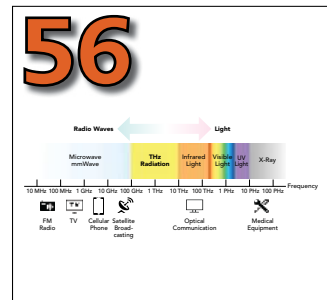 56
Radio Waves Light
Microwave
mmWave
THz
Radiation
Infrared
Light
Visible
Light
UV
Light
X-Ray
10 MHz 100 MHz 1 GHz 10 GHz 100 GHz 1 THz 10 THz 100 THz 1 PHz 10 PHz 100 PHz
Frequency
FM
Radio
TV
Cellular
Phone
Satellite
Broad-
casting
Optical
Communication
Medical
Equipment